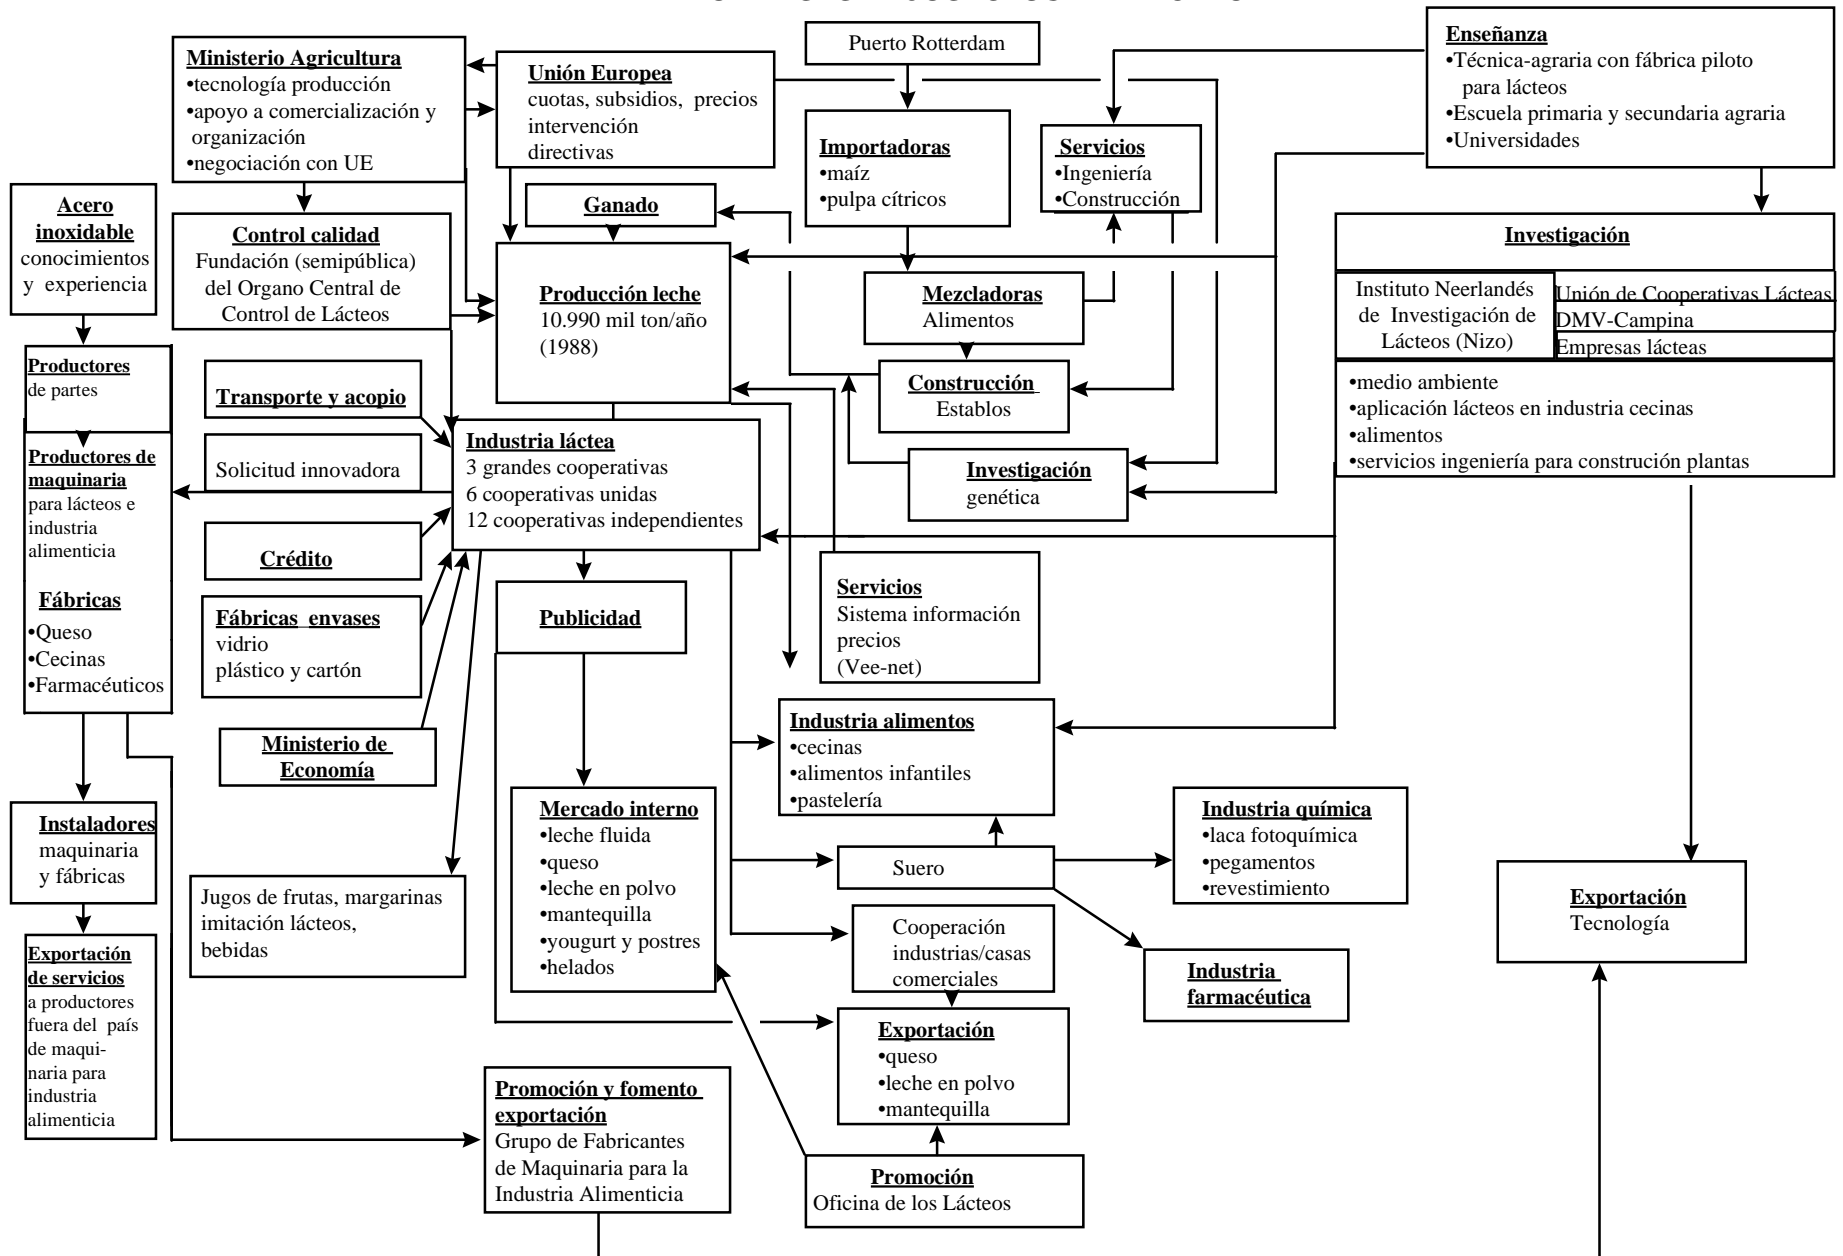 Puerto Rotterdam
Ministerio Agricultura
•tecnología producción
•apoyo a comercialización y
organización
•negociación con UE
Unión Europea
cuotas, subsidios, precios
intervención
directivas
Importadoras
•maíz
•pulpa cítricos
Servicios
•Ingeniería
•Construcción
Enseñanza
•Técnica-agraria con fábrica piloto
para lácteos
•Escuela primaria y secundaria agraria
•Universidades
Acero
inoxidable
conocimientos
y experiencia
Control calidad
Fundación (semipública)
del Organo Central de
Control de Lácteos
Ganado
Producción leche
10.990 mil ton/año
(1988)
Mezcladoras
Alimentos
Construcción
Establos
Investigación
genética
Investigación
Instituto Neerlandés
de Investigación de
Lácteos (Nizo)
Unión de Cooperativas Lácteas
DMV-Campina
Empresas lácteas
•medio ambiente
•aplicación lácteos en industria cecinas
•alimentos
•servicios ingeniería para construción plantas
Productores
de partes
Productores de
maquinaria
para lácteos e
industria
alimenticia
Fábricas
•Queso
•Cecinas
•Farmacéuticos
Transporte y acopio
Solicitud innovadora
Crédito
Fábricas envases
vidrio
plástico y cartón
Ministerio de
Economía
Industria láctea
3 grandes cooperativas
6 cooperativas unidas
12 cooperativas independientes
Publicidad
Servicios
Sistema información
precios
(Vee-net)
Industria alimentos
•cecinas
•alimentos infantiles
•pastelería
Mercado interno
•leche fluida
•queso
•leche en polvo
•mantequilla
•yougurt y postres
•helados
Suero
Industria química
•laca fotoquímica
•pegamentos
•revestimiento
Instaladores
maquinaria
y fábricas
Jugos de frutas, margarinas
imitación lácteos,
bebidas
Cooperación
industrias/casas
comerciales
Industria
farmacéutica
Exportación
Tecnología
Exportación
de servicios
a productores
fuera del país
de maqui-
naria para
industria
alimenticia
Exportación
•queso
•leche en polvo
•mantequilla
Promoción y fomento
exportación
Grupo de Fabricantes
de Maquinaria para la
Industria Alimenticia
Promoción
Oficina de los Lácteos